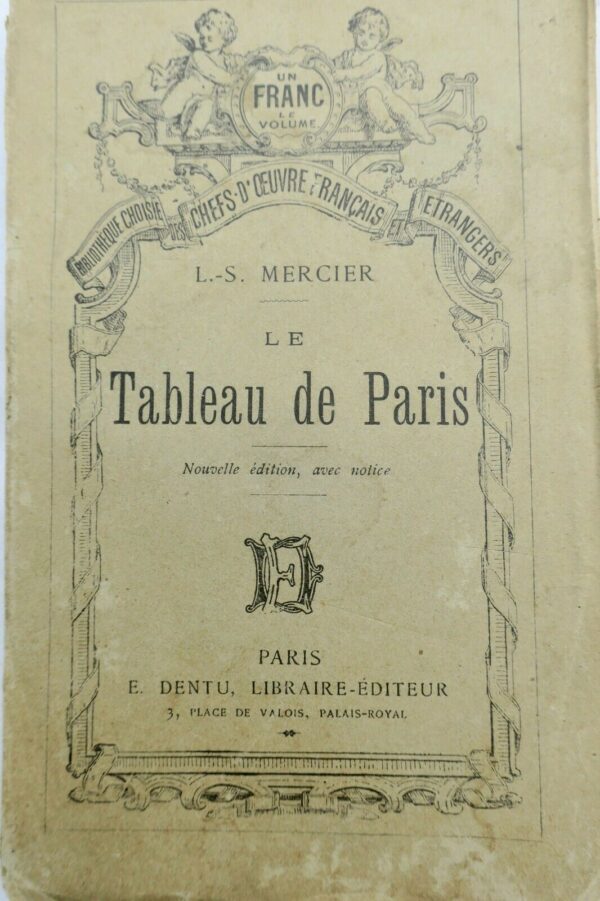 UN
FRANC
LE
VOLUME
BIBLIOTHÈQUE CHOISIE DES CHEFS-D'ŒUVRE FRANÇAIS ET ETRANGERS
L.-S. MERCIER
LE
Tableau de Paris
Nouvelle édition, avec notice
ED
PARIS
E. DENTU, LIBRAIRE-ÉDITEUR
3, PLACE DE VALOIS, PALAIS-ROYAL